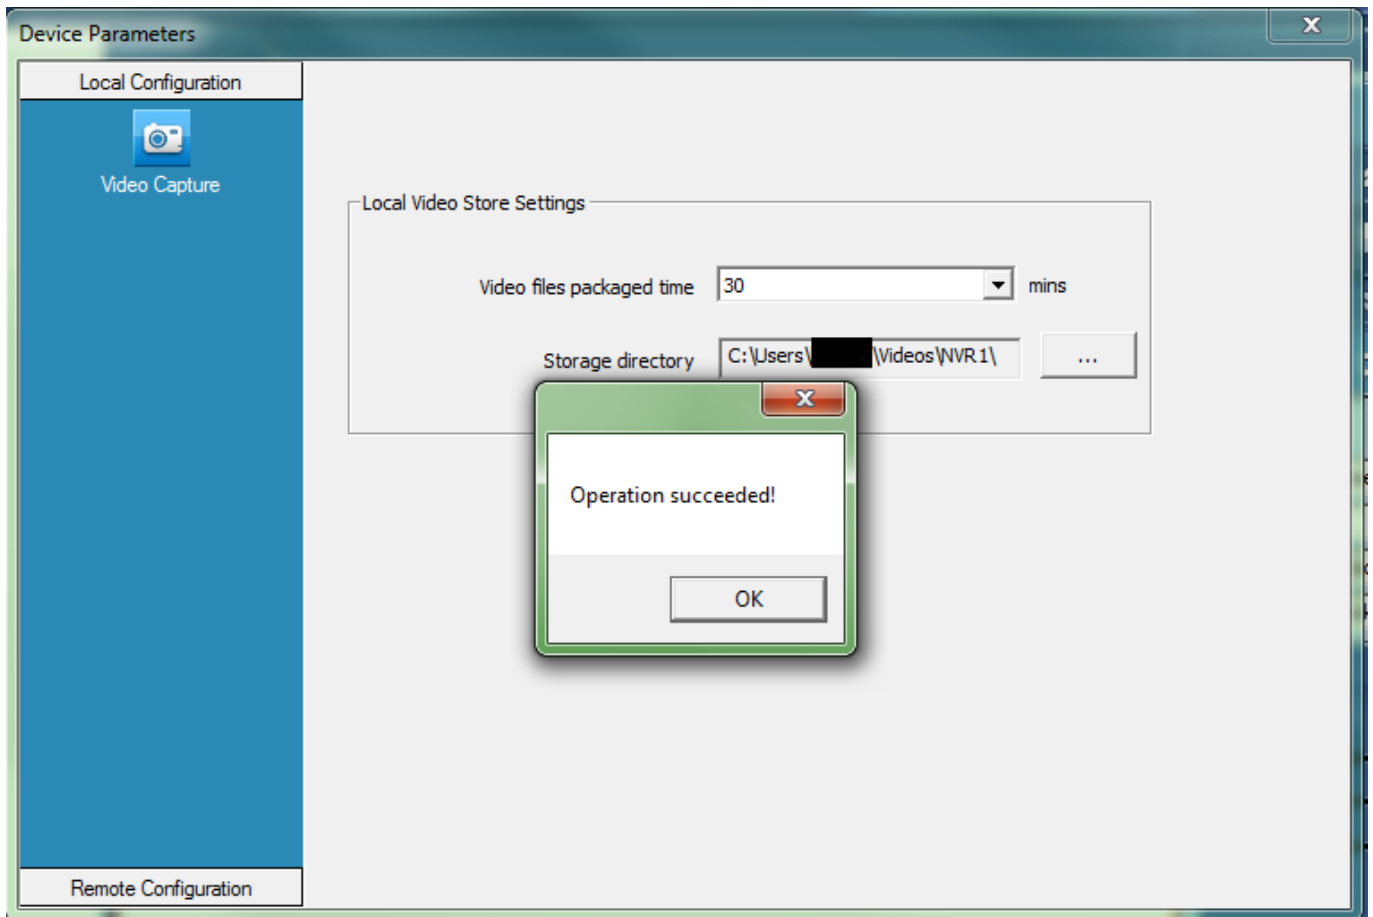 Device Parameters
Local Configuration
Video Capture
Local Video Store Settings
Video files packaged time 30 mins
Storage directory C:\Users\ \Videos\NVR1\ ...
Operation succeeded!
OK
Remote Configuration